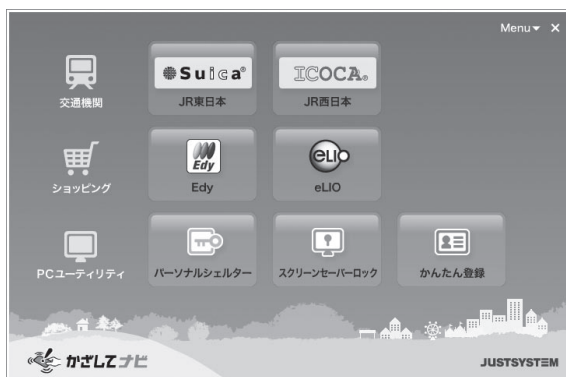 Menu
交通機関
Suica®
JR東日本
ICOCA®
JR西日本
ショッピング
Edy
Edy
eLIO
eLIO
PCユーティリティ
パーソナルシェルター
スクリーンセーバーロック
かんたん登録
かざしてナビ
JUSTSYSTEM